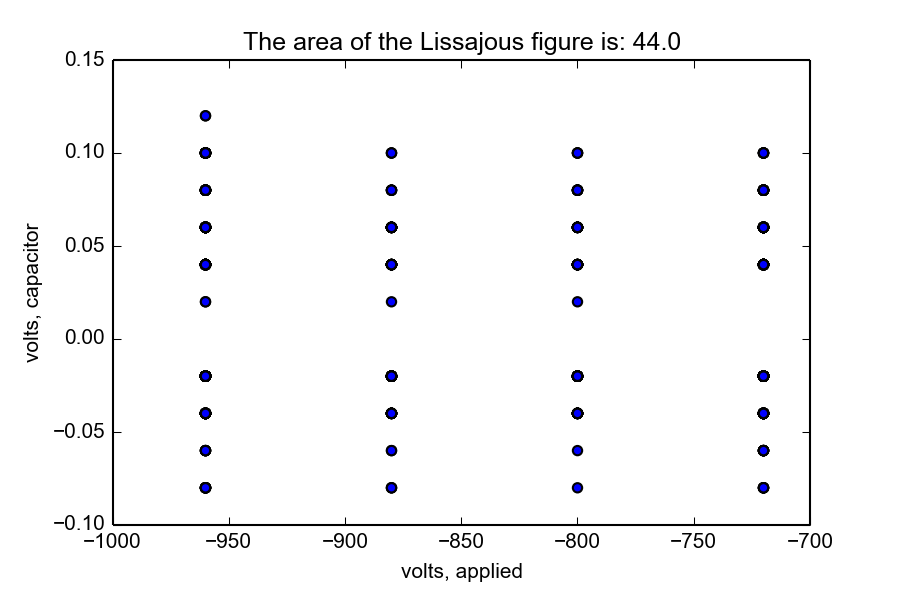 The area of the Lissajous figure is: 44.0
0.15
0.10
0.05
0.00
−0.05
−0.10
volts, capacitor
−1000 −950 −900 −850 −800 −750 −700
volts, applied